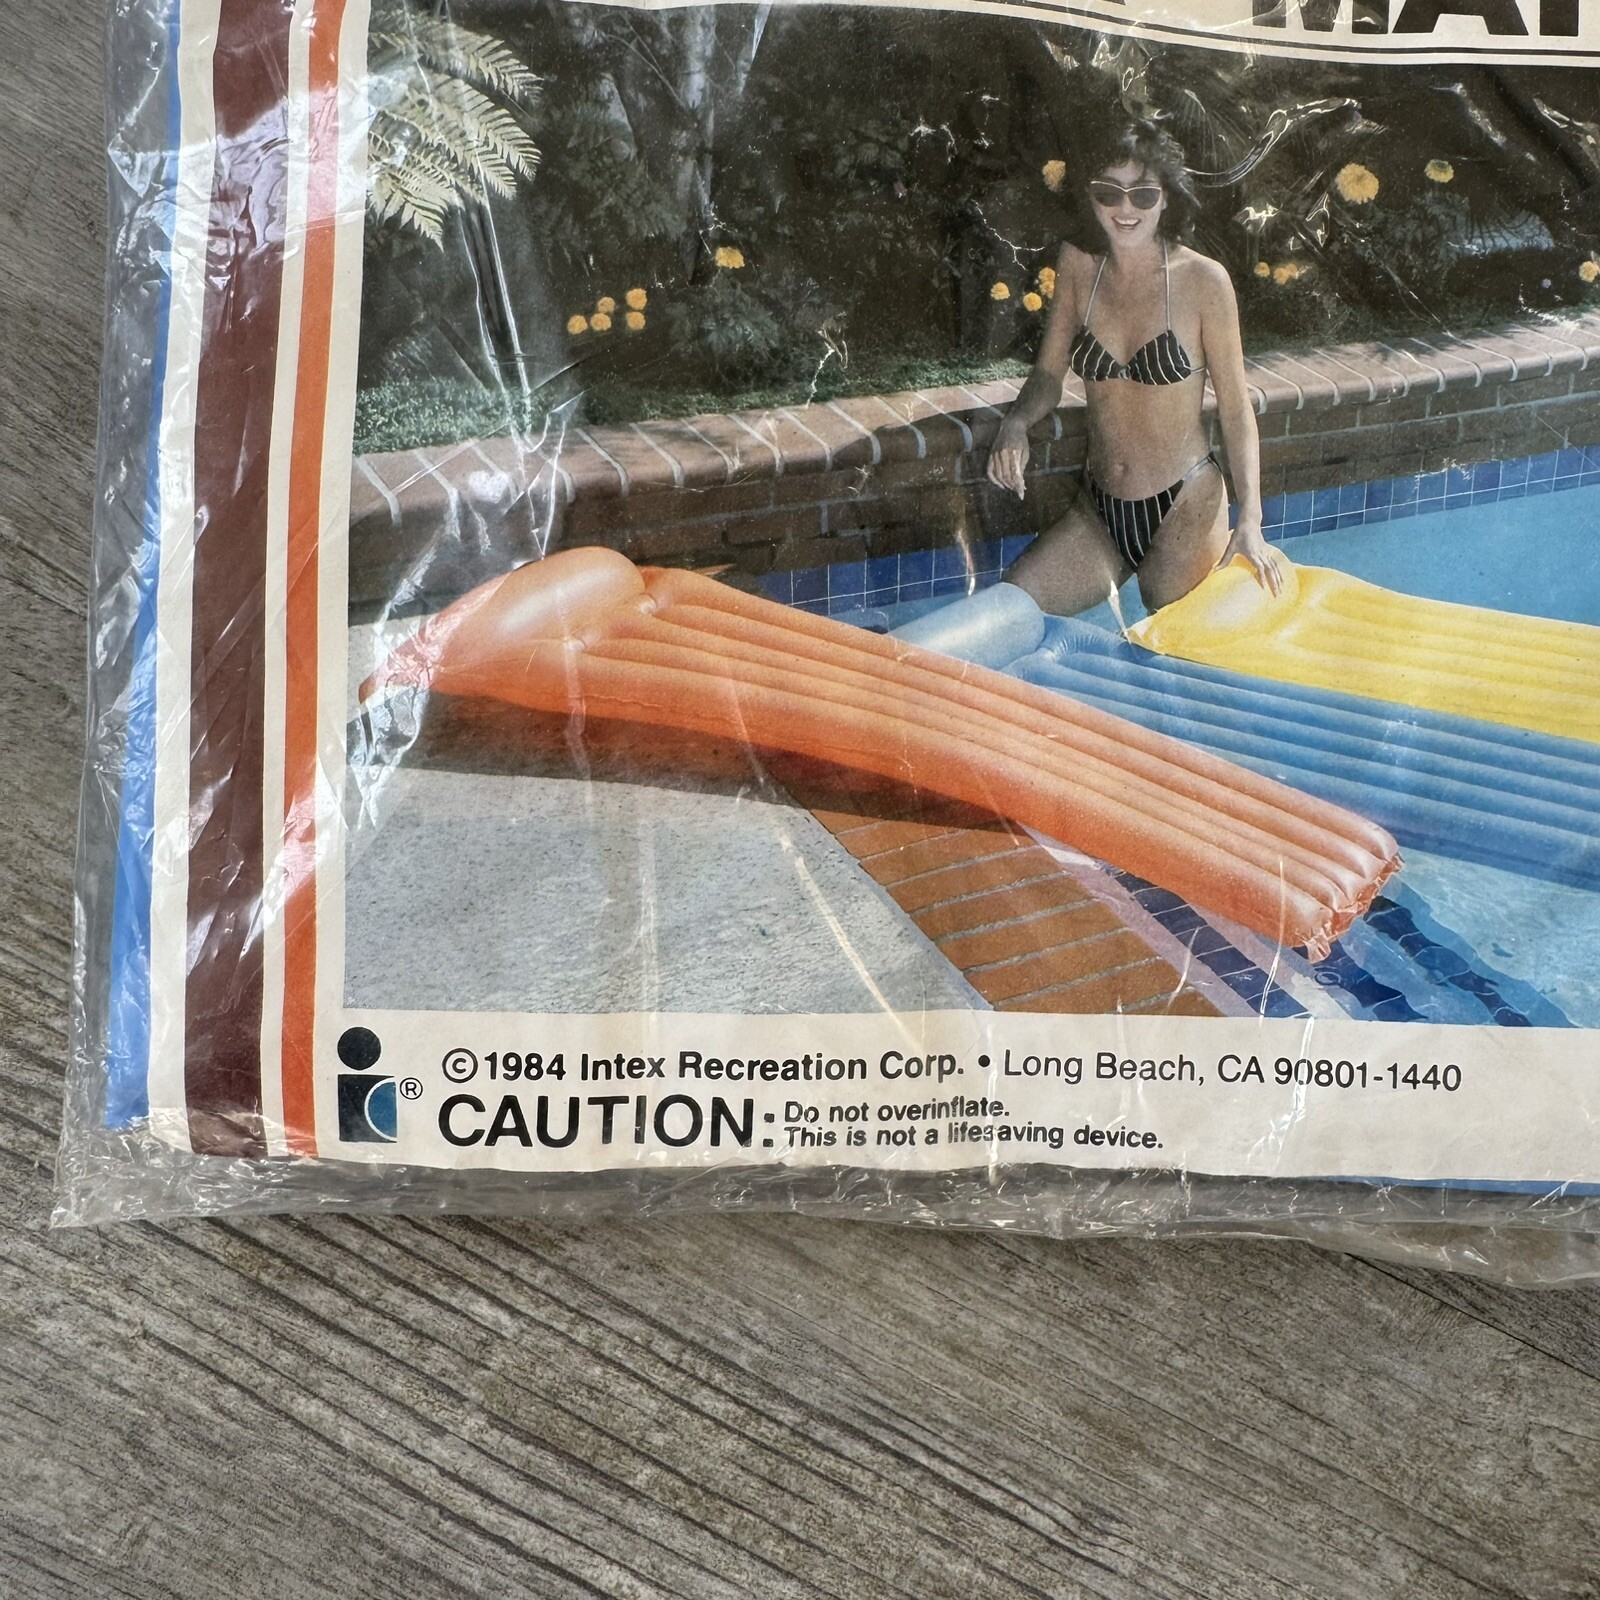 ©1984 Intex Recreation Corp. • Long Beach, CA 90801-1440
®
CAUTION: Do not overinflate.
This is not a lifesaving device.